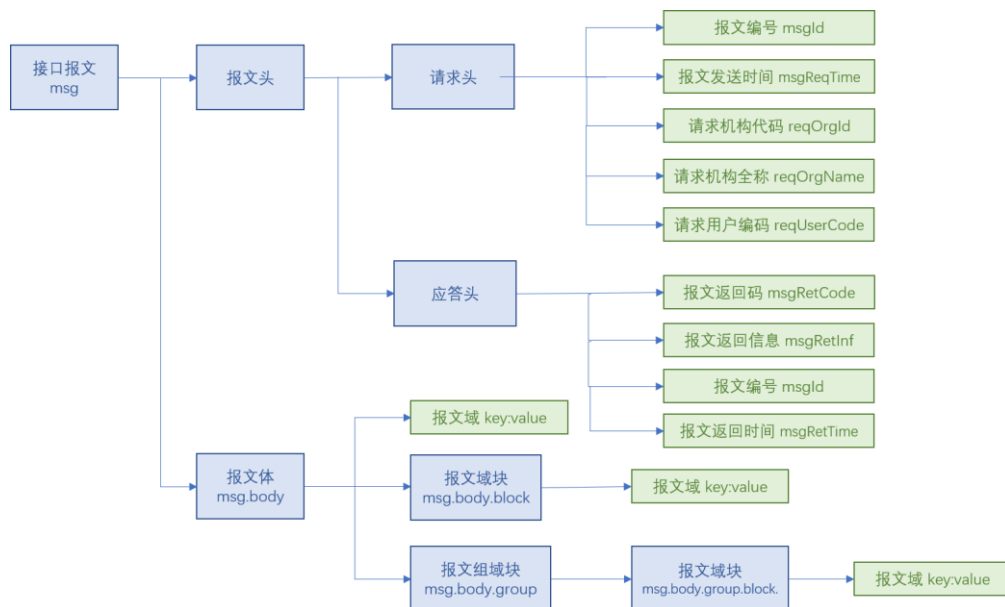 接口报文
msg
报文头
请求头
报文编号 msgId
报文发送时间 msgReqTime
请求机构代码 reqOrgId
请求机构全称 reqOrgName
请求用户编码 reqUserCode
应答头
报文返回码 msgRetCode
报文返回信息 msgRetInf
报文编号 msgId
报文返回时间 msgRetTime
报文体
msg.body
报文域 key:value
报文域块
msg.body.block
报文域 key:value
报文组域块
msg.body.group
报文域块
msg.body.group.block.
报文域 key:value